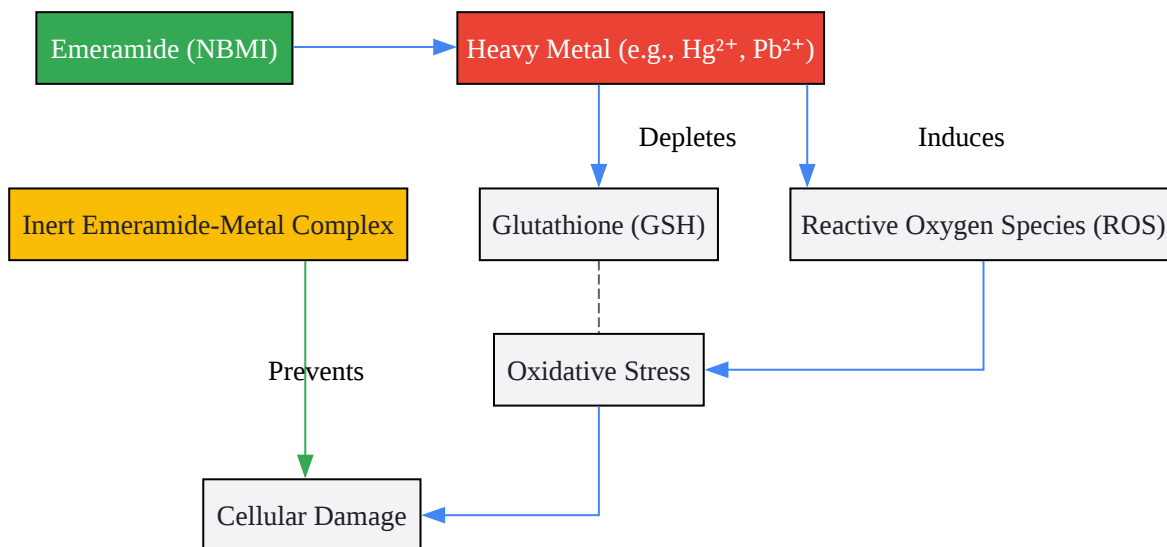 Emeramide (NBMI)
Heavy Metal (e.g., Hg²⁺, Pb²⁺)
Depletes
Induces
Inert Emeramide-Metal Complex
Glutathione (GSH)
Reactive Oxygen Species (ROS)
Prevents
Oxidative Stress
Cellular Damage